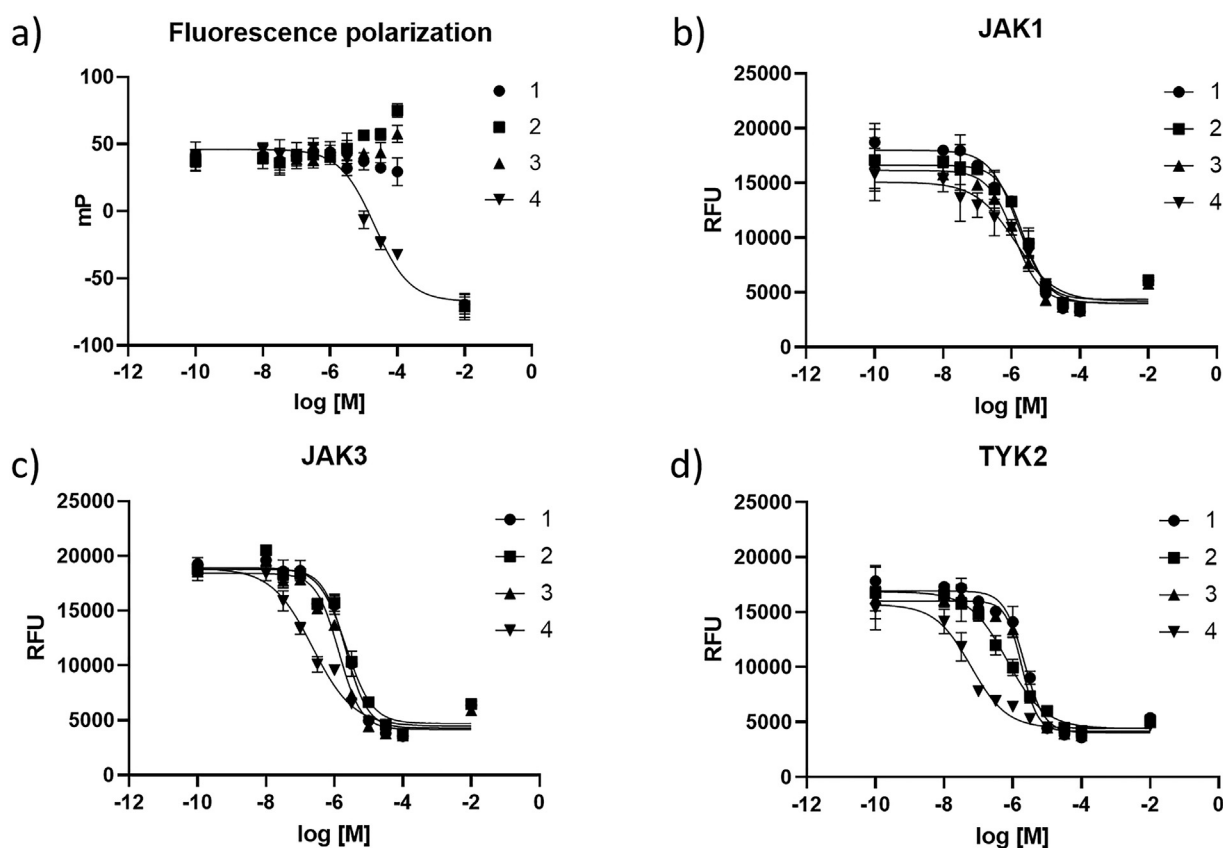 a)
Fluorescence polarization
100
50
0
-50
-100
mP
-12 -10 -8 -6 -4 -2 0
log [M]
1
2
3
4
b)
JAK1
25000
20000
15000
10000
5000
0
RFU
-12 -10 -8 -6 -4 -2 0
log [M]
1
2
3
4
c)
JAK3
25000
20000
15000
10000
5000
0
RFU
-12 -10 -8 -6 -4 -2 0
log [M]
1
2
3
4
d)
TYK2
25000
20000
15000
10000
5000
0
RFU
-12 -10 -8 -6 -4 -2 0
log [M]
1
2
3
4